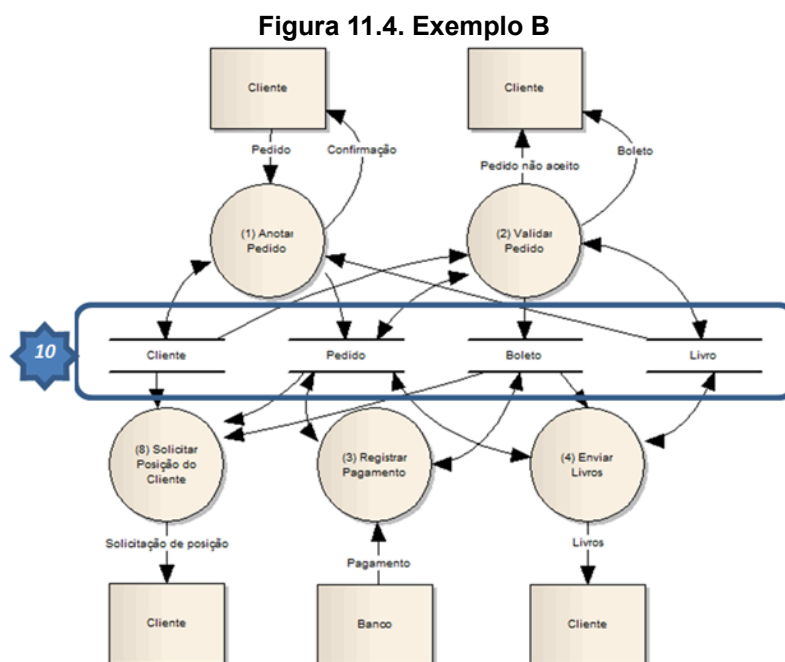 Figura 11.4. Exemplo B
Cliente
Cliente
Pedido
Confirmação
Pedido não aceito
Boleto
(1) Anotar
Pedido
(2) Validar
Pedido
10
Cliente
Pedido
Boleto
Livro
(8) Solicitar
Posição do
Cliente
(3) Registrar
Pagamento
(4) Enviar
Livros
Solicitação de posição
Pagamento
Livros
Cliente
Banco
Cliente